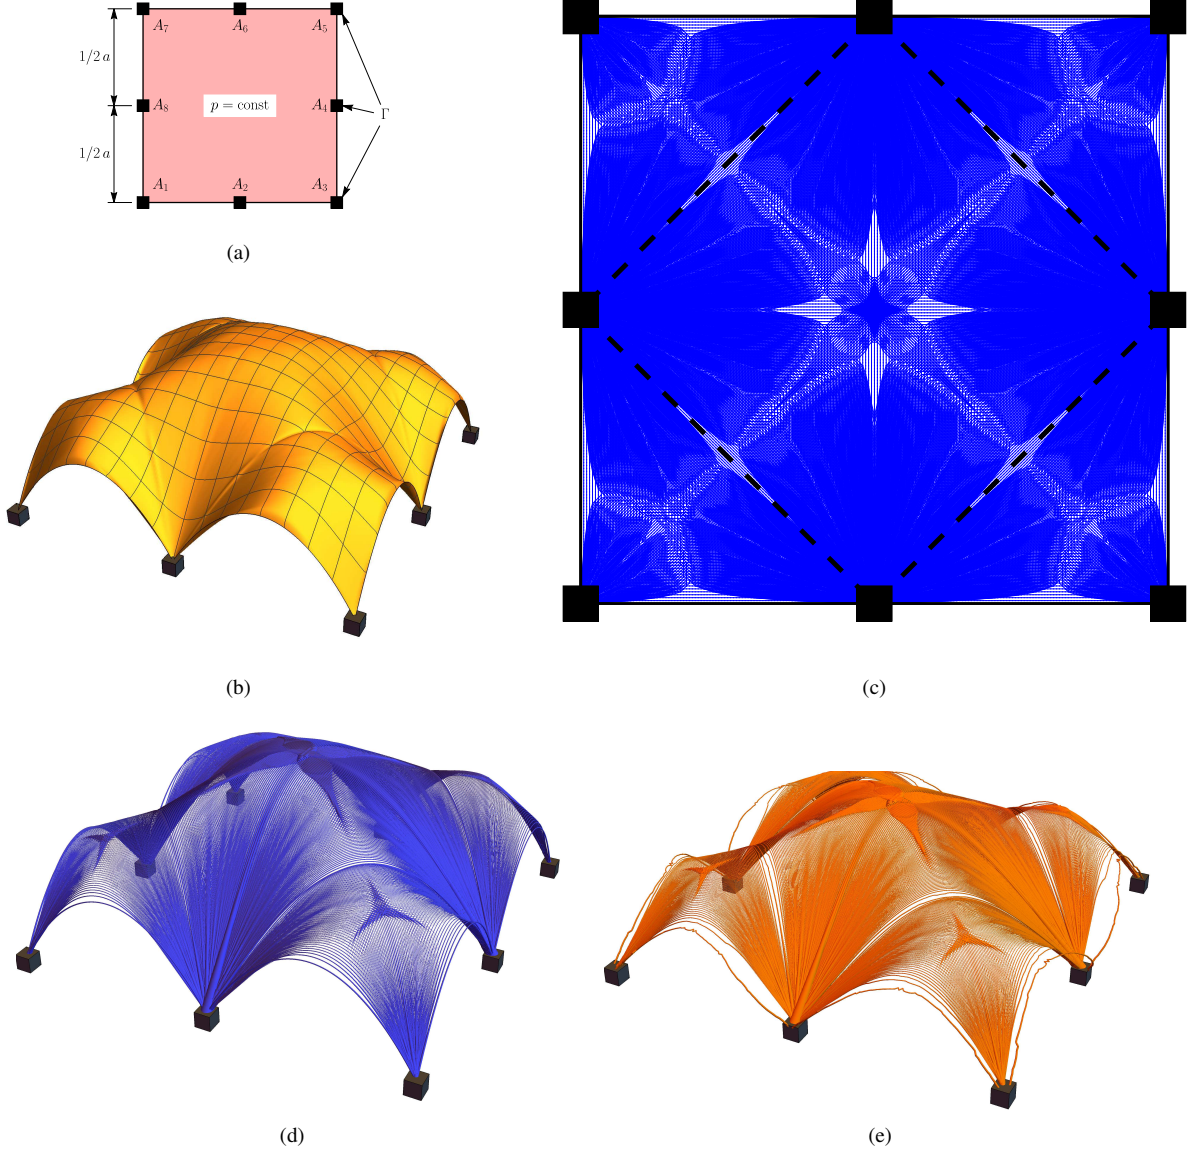 A₇ A₆ A₅
1/2 a
A₈ p = const A₄ Γ
1/2 a
A₁ A₂ A₃
(a)
(b)
(c)
(d)
(e)